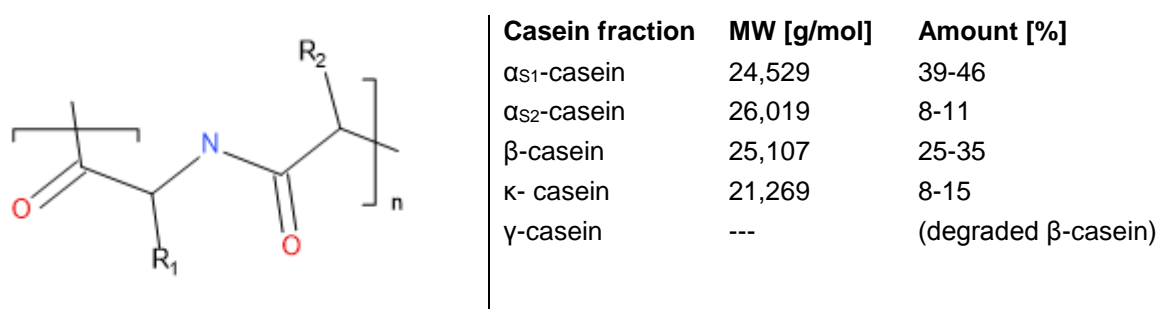 R₂
N
O
R₁
O
n
Casein fraction MW [g/mol] Amount [%]
αS1-casein 24,529 39-46
αS2-casein 26,019 8-11
β-casein 25,107 25-35
κ- casein 21,269 8-15
γ-casein --- (degraded β-casein)